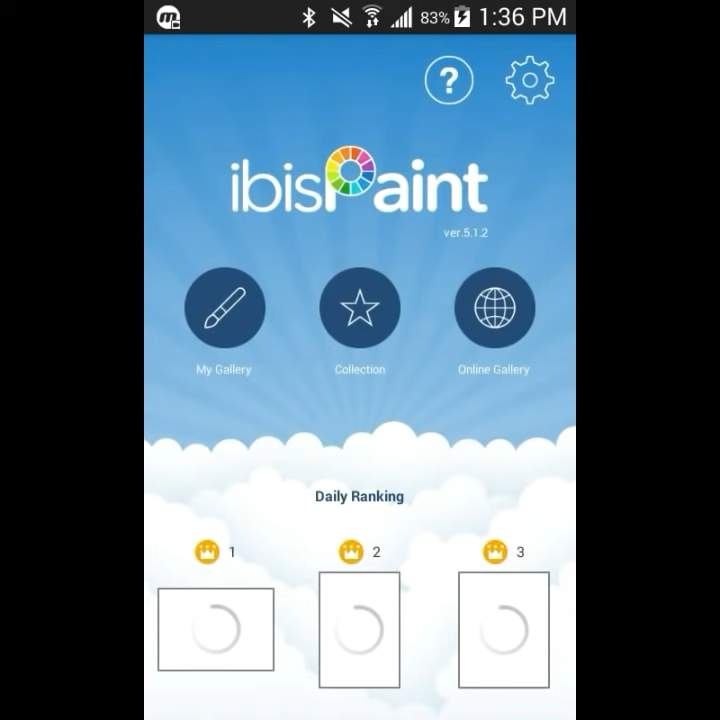 83% 1:36 PM
?
ibisPaint
ver.5.1.2
My Gallery Collection Online Gallery
Daily Ranking
1 2 3